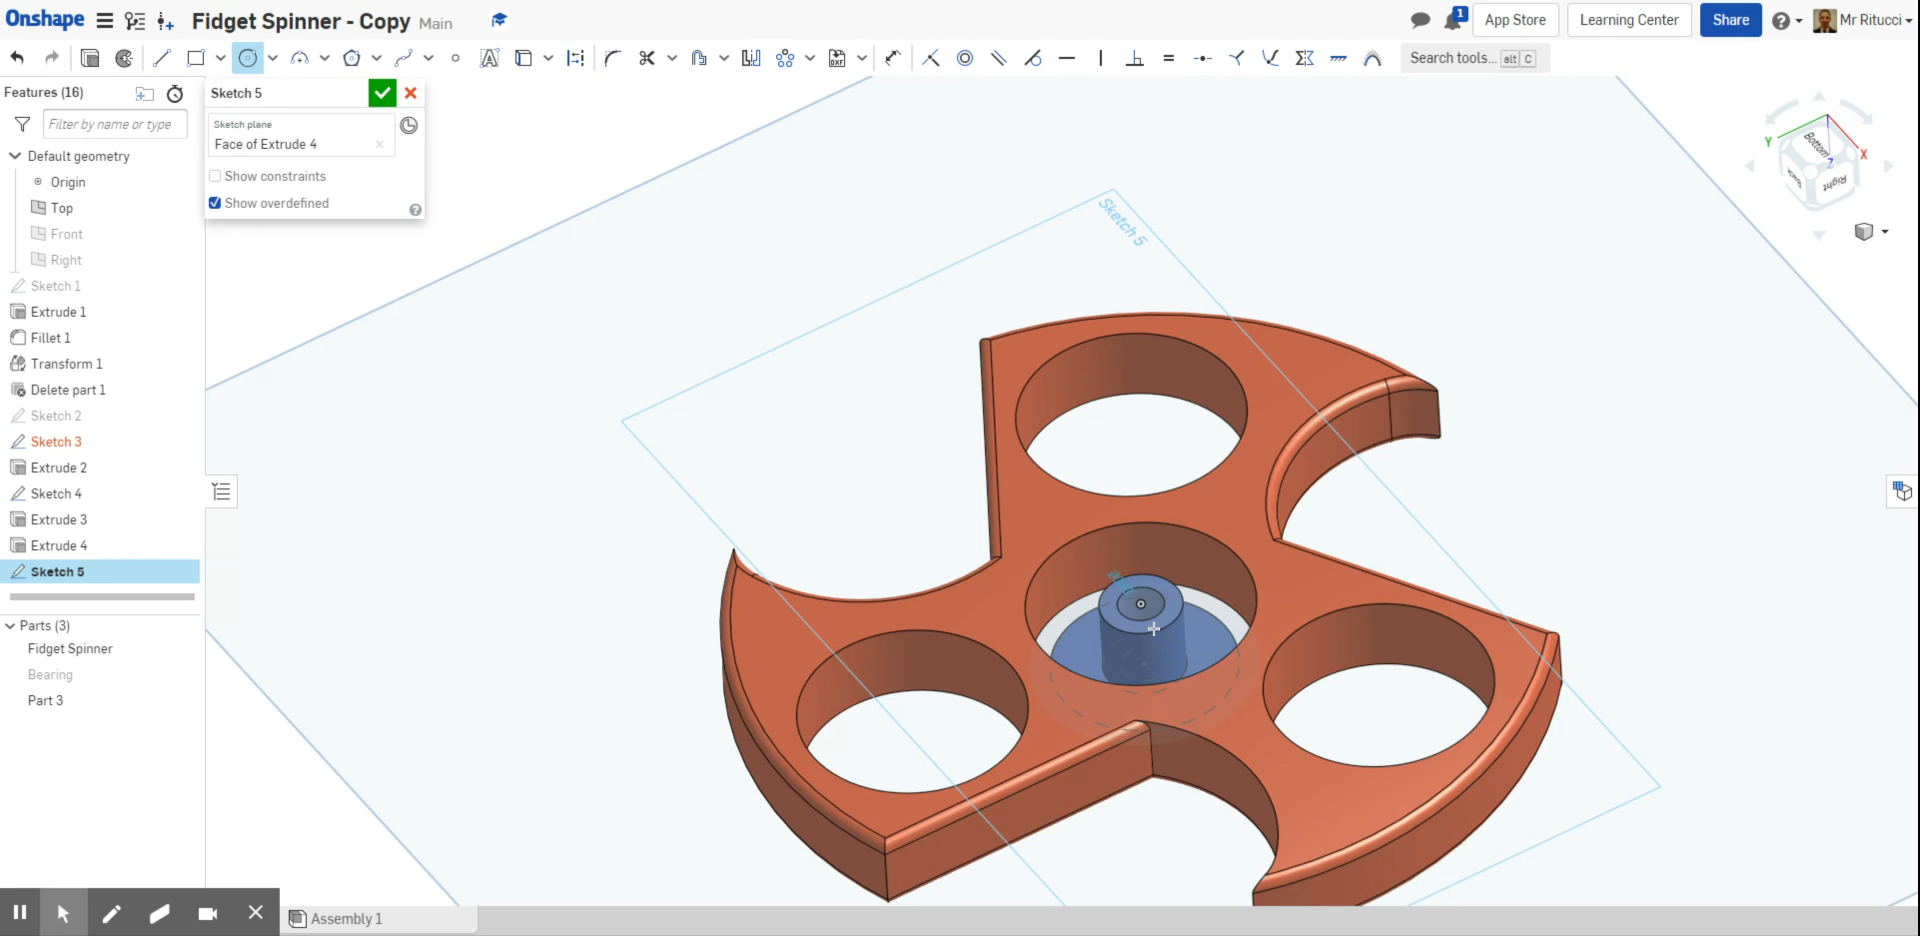 Onshape
Fidget Spinner - Copy Main
1
App Store
Learning Center
Share
Mr Ritucci
Search tools... alt C
Features (16)
Filter by name or type
Default geometry
Origin
Top
Front
Right
Sketch 1
Extrude 1
Fillet 1
Transform 1
Delete part 1
Sketch 2
Sketch 3
Extrude 2
Sketch 4
Extrude 3
Extrude 4
Sketch 5
Parts (3)
Fidget Spinner
Bearing
Part 3
Sketch 5
Sketch plane
Face of Extrude 4
Show constraints
Show overdefined
Sketch 5
Y
X
Z
Bottom
Back
Right
Assembly 1